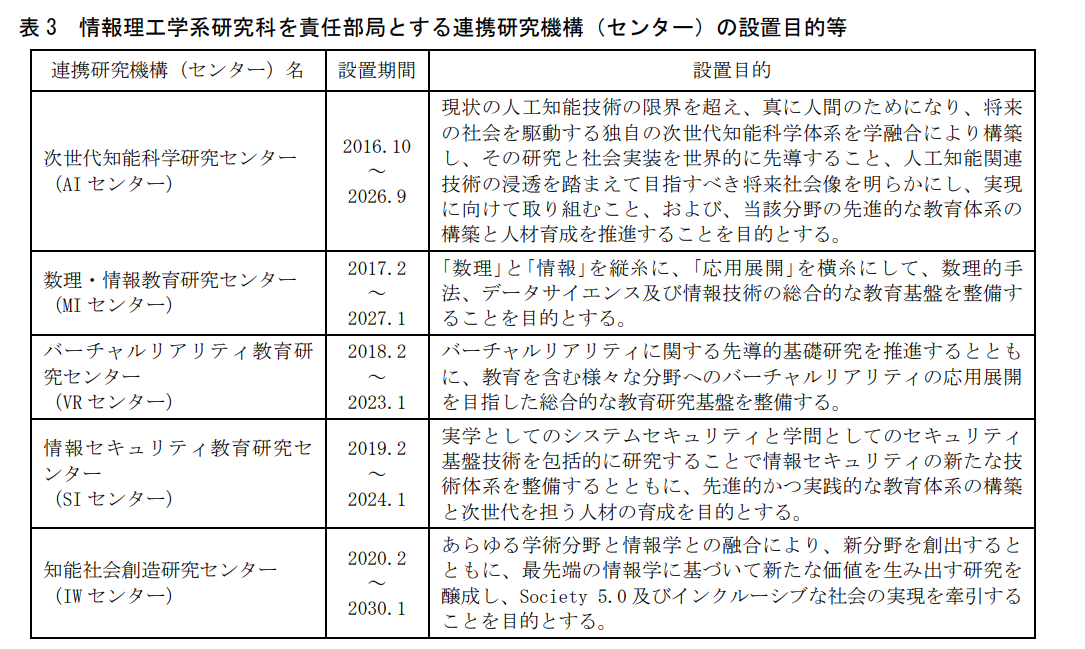 表3 情報理工学系研究科を責任部局とする連携研究機構（センター）の設置目的等
連携研究機構（センター）名 設置期間 設置目的
次世代知能科学研究センター
（AIセンター）
2016.10
～
2026.9
現状の人工知能技術の限界を超え、真に人間のためになり、将来
の社会を駆動する独自の次世代知能科学体系を学融合により構築
し、その研究と社会実装を世界的に先導すること、人工知能関連
技術の浸透を踏まえて目指すべき将来社会像を明らかにし、実現
に向けて取り組むこと、および、当該分野の先進的な教育体系の
構築と人材育成を推進することを目的とする。
数理・情報教育研究センター
（MIセンター）
2017.2
～
2027.1
「数理」と「情報」を縦糸に、「応用展開」を横糸にして、数理的手
法、データサイエンス及び情報技術の総合的な教育基盤を整備す
ることを目的とする。
バーチャルリアリティ教育研
究センター
（VRセンター）
2018.2
～
2023.1
バーチャルリアリティに関する先導的基礎研究を推進するととも
に、教育を含む様々な分野へのバーチャルリアリティの応用展開
を目指した総合的な教育研究基盤を整備する。
情報セキュリティ教育研究セ
ンター
（SIセンター）
2019.2
～
2024.1
実学としてのシステムセキュリティと学問としてのセキュリティ
基盤技術を包括的に研究することで情報セキュリティの新たな技
術体系を整備するとともに、先進的かつ実践的な教育体系の構築
と次世代を担う人材の育成を目的とする。
知能社会創造研究センター
（IWセンター）
2020.2
～
2030.1
あらゆる学術分野と情報学との融合により、新分野を創出すると
ともに、最先端の情報学に基づいて新たな価値を生み出す研究を
醸成し、Society 5.0及びインクルーシブな社会の実現を牽引する
ことを目的とする。